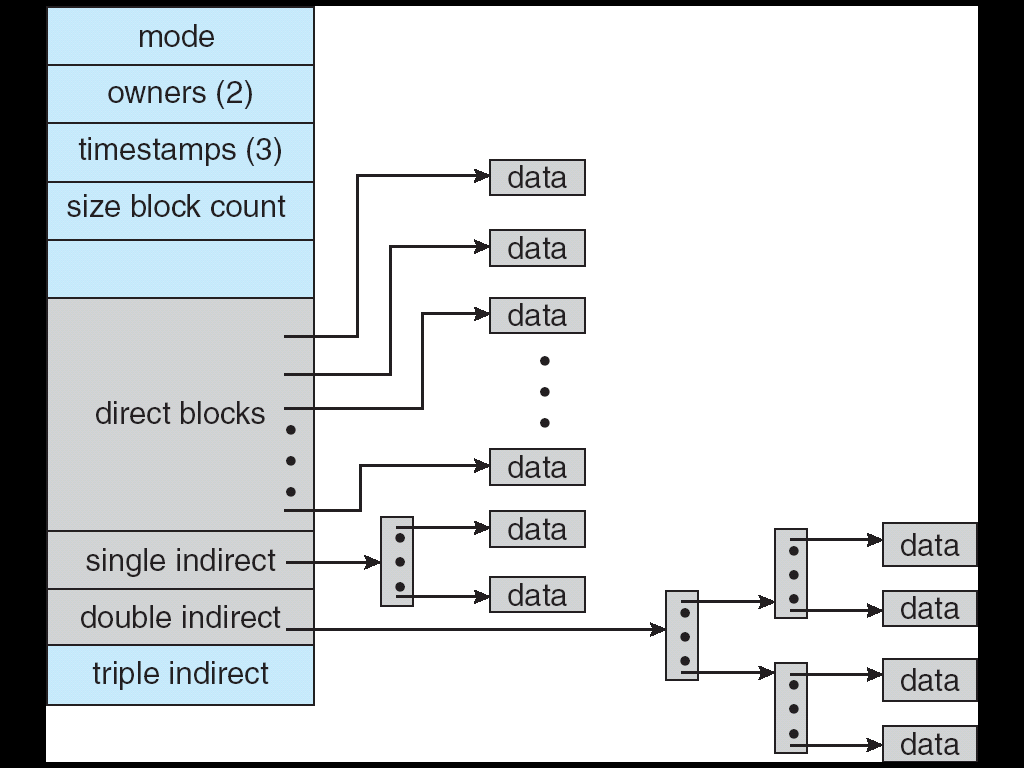 mode
owners (2)
timestamps (3)
size block count
direct blocks
single indirect
double indirect
triple indirect
data
data
data
data
data
data
data
data
data
data